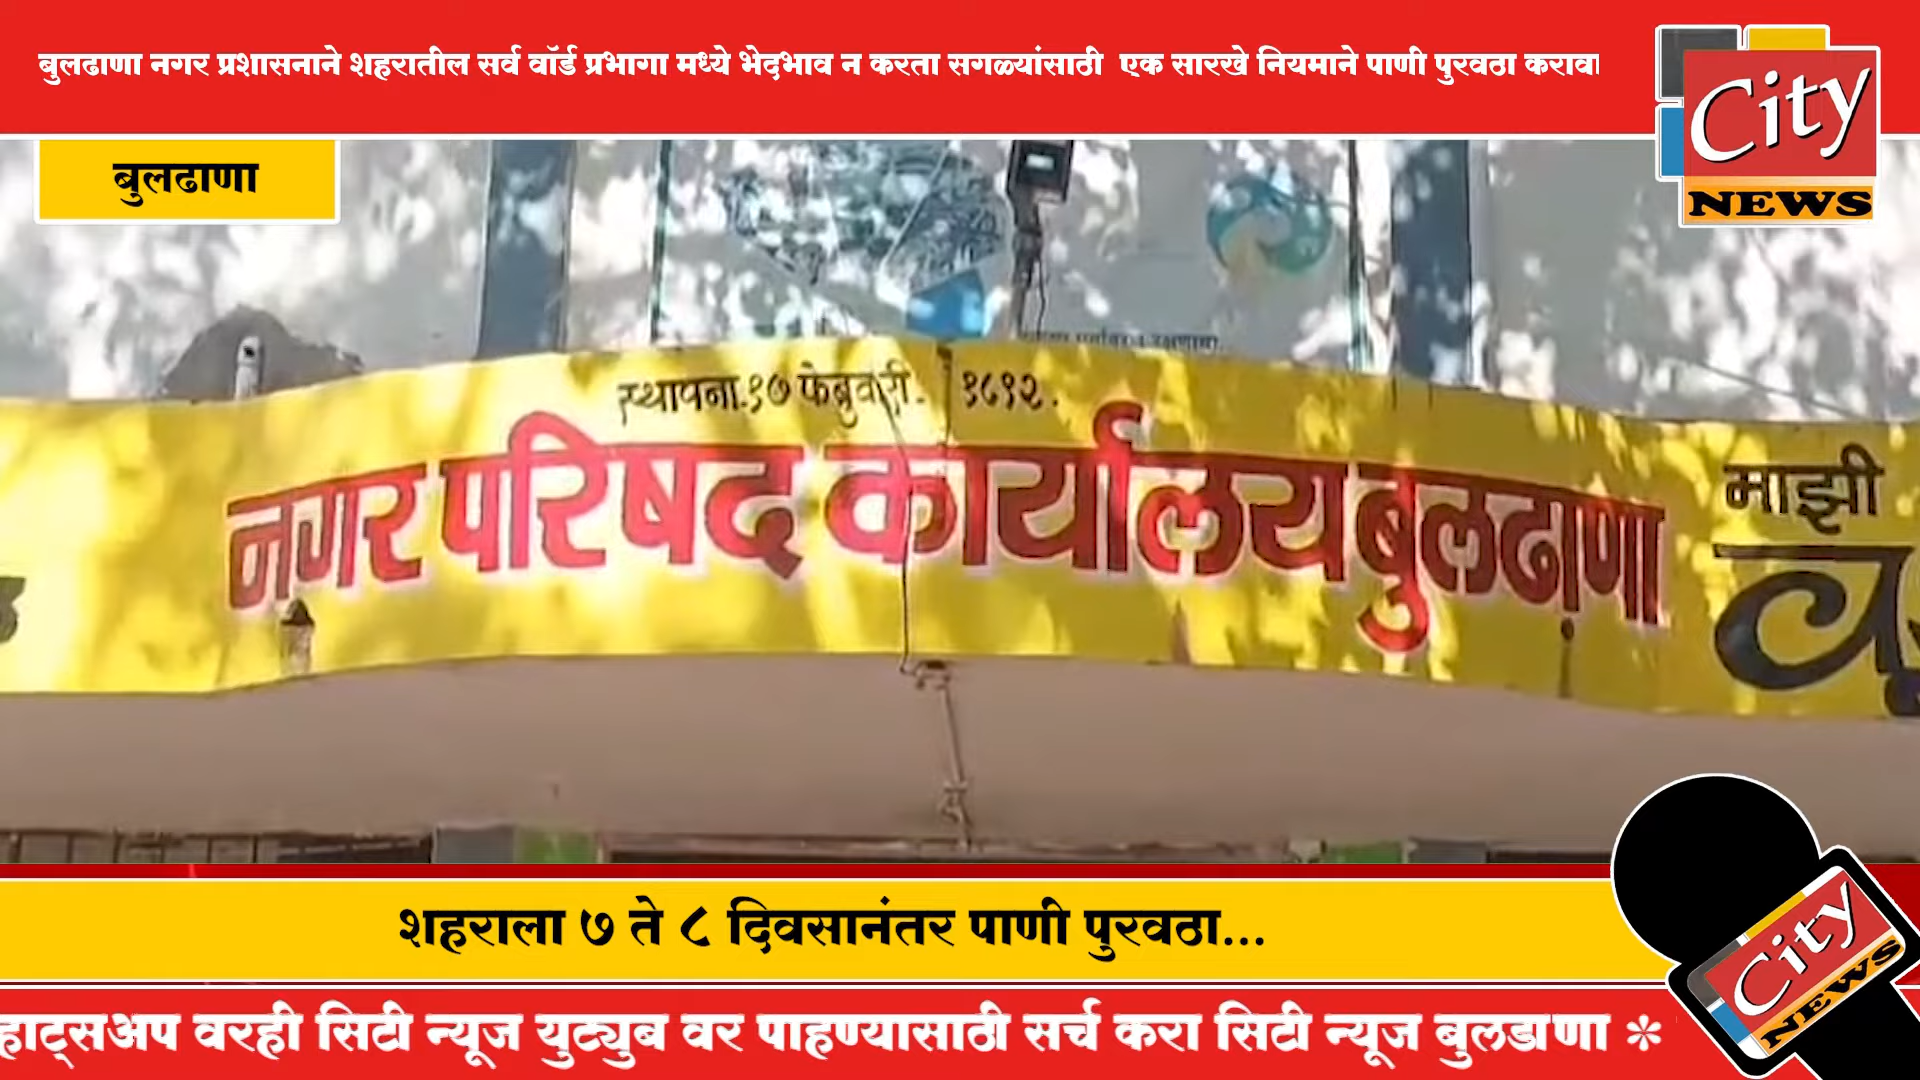 बुलढाणा नगर प्रशासनाने शहरातील सर्व वॉर्ड प्रभागा मध्ये भेदभाव न करता सगळ्यांसाठी एक सारखे नियमाने पाणी पुरवठा करावा
City
NEWS
बुलढाणा
स्थापना.१७ फेब्रुवारी. १८९२.
नगर परिषद कार्यालय बुलढाणा
माझी
शहराला ७ ते ८ दिवसानंतर पाणी पुरवठा...
City
NEWS
हाट्सअप वरही सिटी न्यूज युट्युब वर पाहण्यासाठी सर्च करा सिटी न्यूज बुलडाणा *